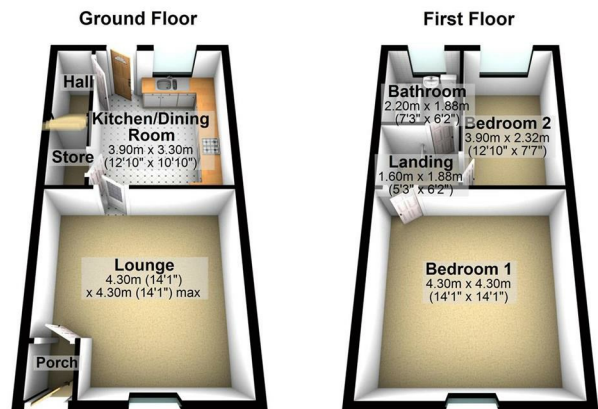 Ground Floor
Hall
Kitchen/Dining
Room
3.90m x 3.30m
(12'10" x 10'10")
Store
Lounge
4.30m (14'1")
x 4.30m (14'1") max
Porch
First Floor
Bathroom
2.20m x 1.88m
(7'3" x 6'2")
Bedroom 2
3.90m x 2.32m
(12'10" x 7'7")
Landing
1.60m x 1.88m
(5'3" x 6'2")
Bedroom 1
4.30m x 4.30m
(14'1" x 14'1")